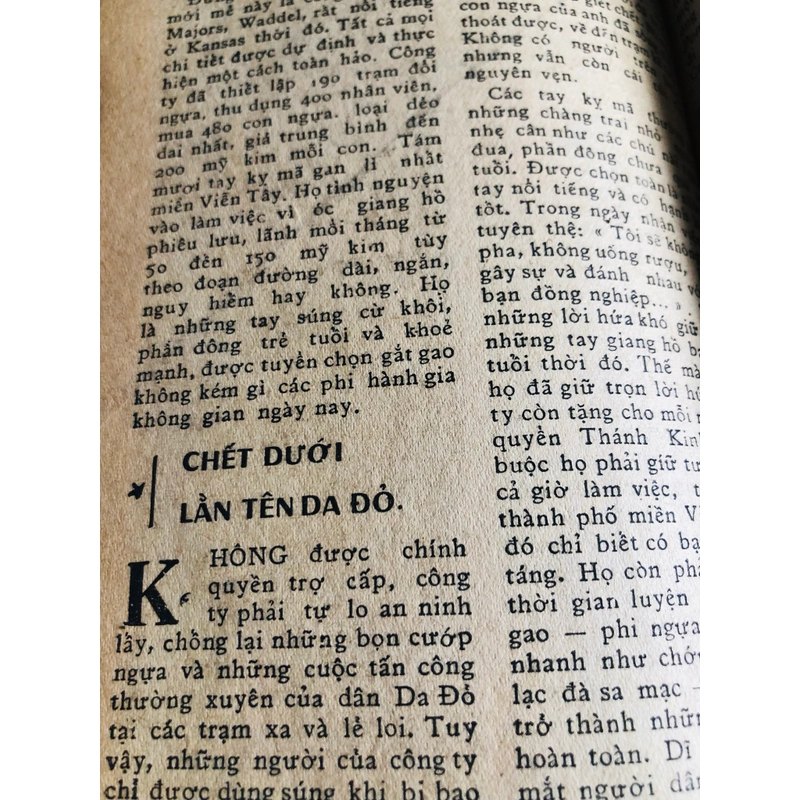 mới mẻ này là
Majors, Waddel, rất nổi tiếng
ở Kansas thời đó. Tất cả mọi
chi tiết được dự định và thực
hiện một cách toàn hảo. Công
ty đã thiết lập 190 trạm đổi
ngựa, thu dụng 400 nhân viên,
mua 480 con ngựa. loại dẻo
dai nhất, giá trung bình đến
200 mỹ kim mỗi con. Tám
mươi tay kỵ mã gan lì nhất
miền Viễn Tây. Họ tình nguyện
vào làm việc vì óc giang hồ
phiêu lưu, lãnh mỗi tháng từ
50 đến 150 mỹ kim tùy
theo đoạn đường dài, ngắn,
nguy hiểm hay không. Họ
là những tay súng cừ khôi,
phần đông trẻ tuổi và khoẻ
mạnh, được tuyển chọn gắt gao
không kém gì các phi hành gia
không gian ngày nay.
CHẾT DƯỚI
LẰN TÊN DA ĐỎ.
KHÔNG được chính
quyền trợ cấp, công
ty phải tự lo an ninh
lấy, chống lại những bọn cướp
ngựa và những cuộc tấn công
thường xuyên của dân Da Đỏ
tại các trạm xa và lẻ loi. Tuy
vậy, những người của công ty
chỉ được dùng súng khi bị bao
con ngựa của anh đã
thoát được, về đến trạm
Không có người trên
nhưng vẫn còn cái
nguyên vẹn.
Các tay kỵ mã
những chàng trai nhỏ
nhẹ cân như các chú
đua, phần đông chưa
tuổi. Được chọn toàn là
tay nổi tiếng và có hạnh
tốt. Trong ngày nhận
tuyên thệ: « Tôi sẽ không
pha, không uống rượu,
gây sự và đánh nhau
bạn đồng nghiệp... »
những lời hứa khó giữ
những tay giang hồ
tuổi thời đó. Thế mà
họ đã giữ trọn lời
ty còn tặng cho mỗi
quyển Thánh
buộc họ phải giữ
cả giờ làm việc,
thành phố miền
đó chỉ biết có
táng. Họ còn
thời gian luyện
gao — phi ngựa
nhanh như
lạc đà sa mạc
trở thành
hoàn toàn.
mắt người